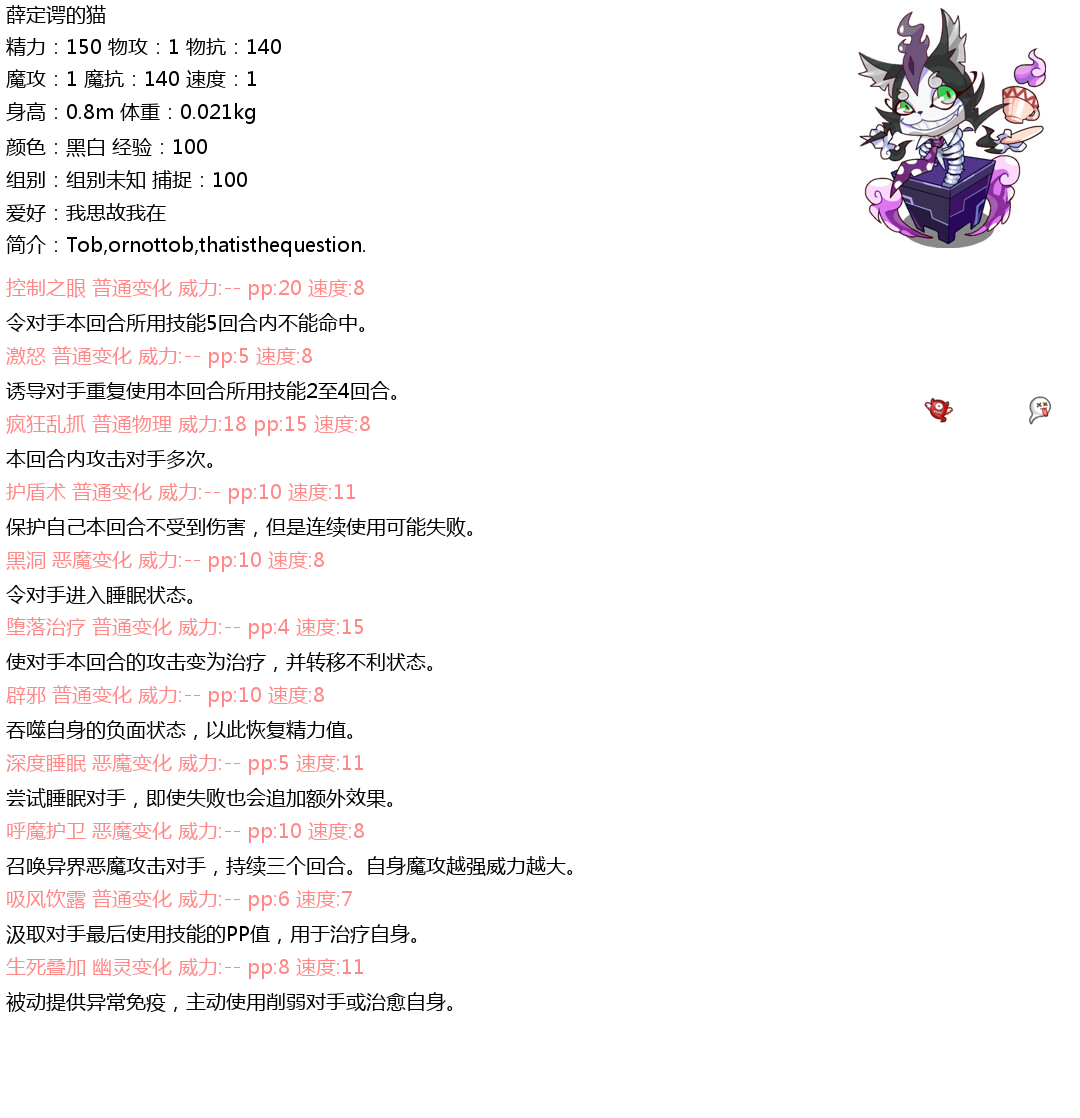 薛定谔的猫
精力：150 物攻：1 物抗：140
魔攻：1 魔抗：140 速度：1
身高：0.8m 体重：0.021kg
颜色：黑白 经验：100
组别：组别未知 捕捉：100
爱好：我思故我在
简介：Tob,ornottob,thatisthequestion.
控制之眼 普通变化 威力:-- pp:20 速度:8
令对手本回合所用技能5回合内不能命中。
激怒 普通变化 威力:-- pp:5 速度:8
诱导对手重复使用本回合所用技能2至4回合。
疯狂乱抓 普通物理 威力:18 pp:15 速度:8
本回合内攻击对手多次。
护盾术 普通变化 威力:-- pp:10 速度:11
保护自己本回合不受到伤害，但是连续使用可能失败。
黑洞 恶魔变化 威力:-- pp:10 速度:8
令对手进入睡眠状态。
堕落治疗 普通变化 威力:-- pp:4 速度:15
使对手本回合的攻击变为治疗，并转移不利状态。
辟邪 普通变化 威力:-- pp:10 速度:8
吞噬自身的负面状态，以此恢复精力值。
深度睡眠 恶魔变化 威力:-- pp:5 速度:11
尝试睡眠对手，即使失败也会追加额外效果。
呼魔护卫 恶魔变化 威力:-- pp:10 速度:8
召唤异界恶魔攻击对手，持续三个回合。自身魔攻越强威力越大。
吸风饮露 普通变化 威力:-- pp:6 速度:7
汲取对手最后使用技能的PP值，用于治疗自身。
生死叠加 幽灵变化 威力:-- pp:8 速度:11
被动提供异常免疫，主动使用削弱对手或治愈自身。